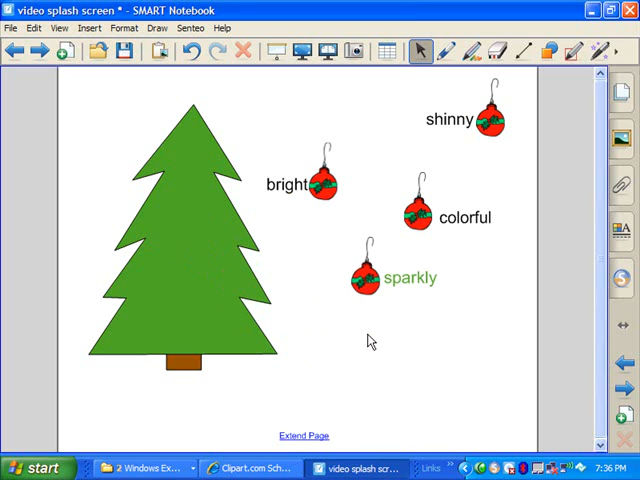 video splash screen * - SMART Notebook
File Edit View Insert Format Draw Senteo Help
shinny
bright
colorful
sparkly
Extend Page
start 2 Windows Ex... Clipart.com Sch... video splash scr... Links » 7:36 PM